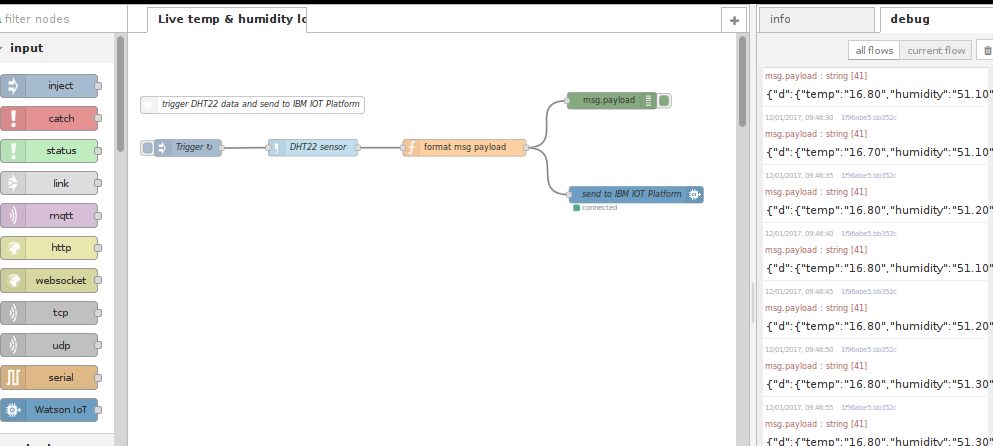 filter nodes
input
inject
catch
status
link
mqtt
http
websocket
tcp
udp
serial
Watson IoT
Live temp & humidity lo
+
trigger DHT22 data and send to IBM IOT Platform
Trigger ↻
DHT22 sensor
format msg payload
msg.payload
send to IBM IOT Platform
connected
info
debug
all flows
current flow
msg.payload : string [41]
{"d":{"temp":"16.80","humidity":"51.10"
12/01/2017, 09:46:30 1f96abe5.bb352c
msg.payload : string [41]
{"d":{"temp":"16.70","humidity":"51.10"
12/01/2017, 09:46:35 1f96abe5.bb352c
msg.payload : string [41]
{"d":{"temp":"16.80","humidity":"51.20"
12/01/2017, 09:46:40 1f96abe5.bb352c
msg.payload : string [41]
{"d":{"temp":"16.80","humidity":"51.10"
12/01/2017, 09:46:45 1f96abe5.bb352c
msg.payload : string [41]
{"d":{"temp":"16.80","humidity":"51.20"
12/01/2017, 09:46:50 1f96abe5.bb352c
msg.payload : string [41]
{"d":{"temp":"16.80","humidity":"51.30"
12/01/2017, 09:46:55 1f96abe5.bb352c
msg.payload : string [41]
{"d":{"temp":"16.80","humidity":"51.30"